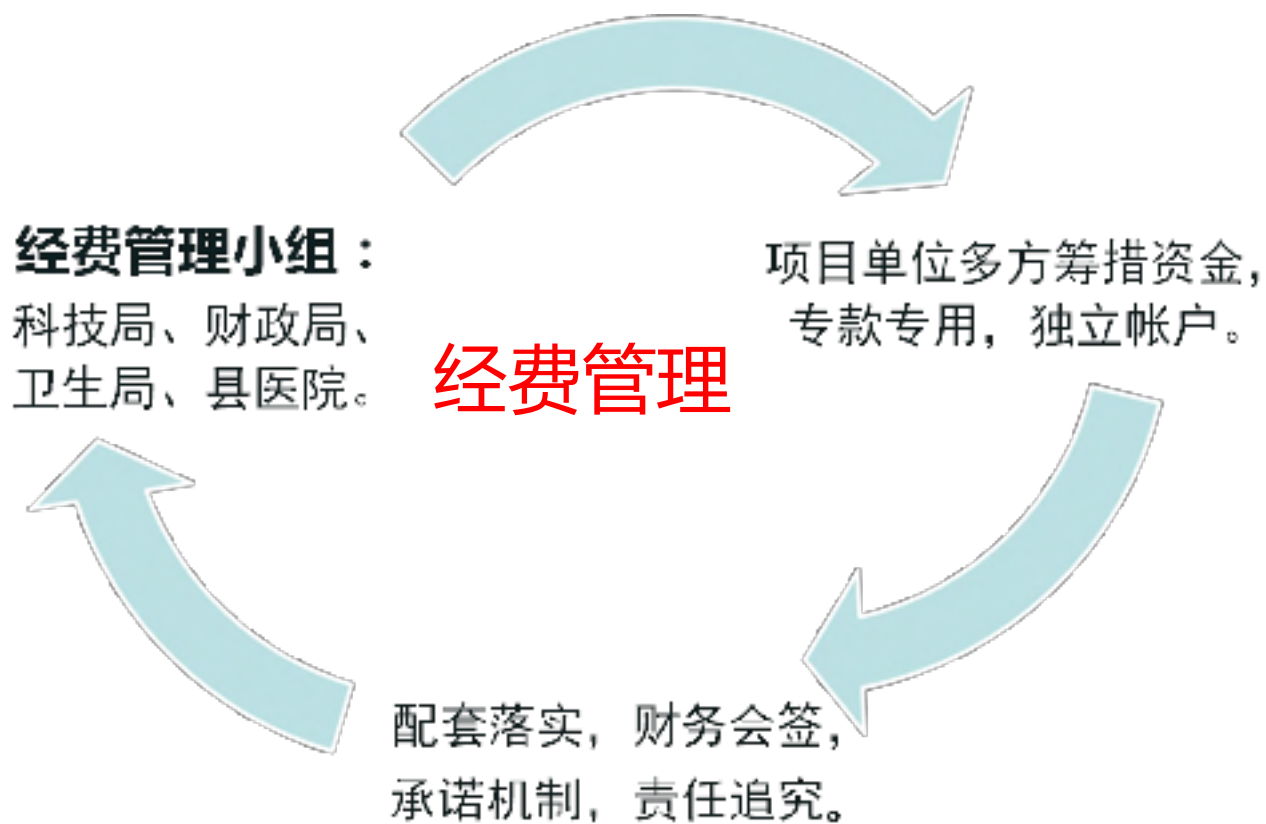 经费管理小组：
科技局、财政局、
卫生局、县医院。
项目单位多方筹措资金，
专款专用，独立帐户。
经费管理
配套落实，财务会签，
承诺机制，责任追究。